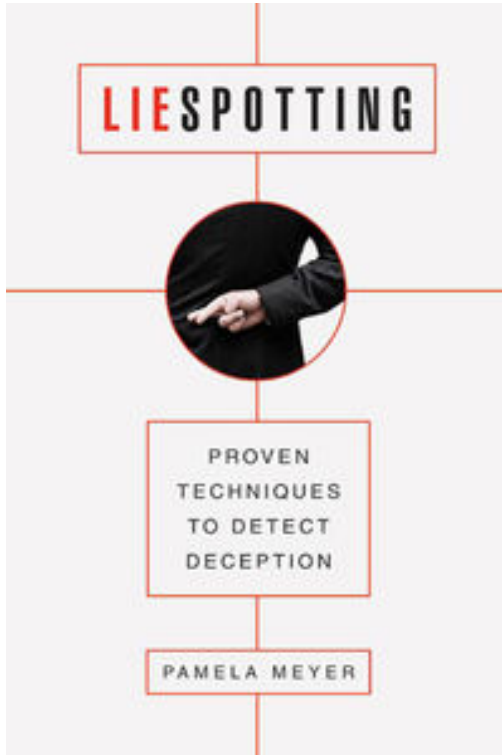 LIESPOTTING
PROVEN
TECHNIQUES
TO DETECT
DECEPTION
PAMELA MEYER